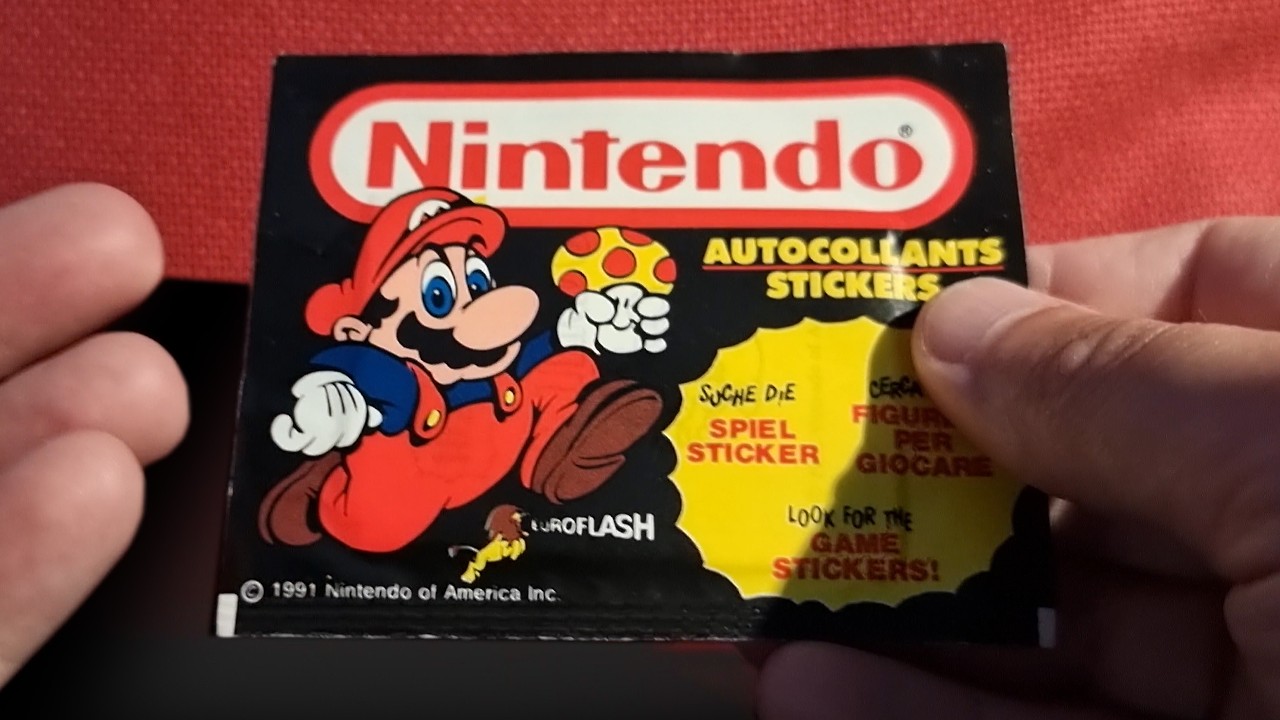 Nintendo®
AUTOCOLLANTS
STICKERS
SUCHE DIE
SPIEL
STICKER
PER
GIOCARE
LOOK FOR THE
GAME
STICKERS!
EUROFLASH
© 1991 Nintendo of America Inc.